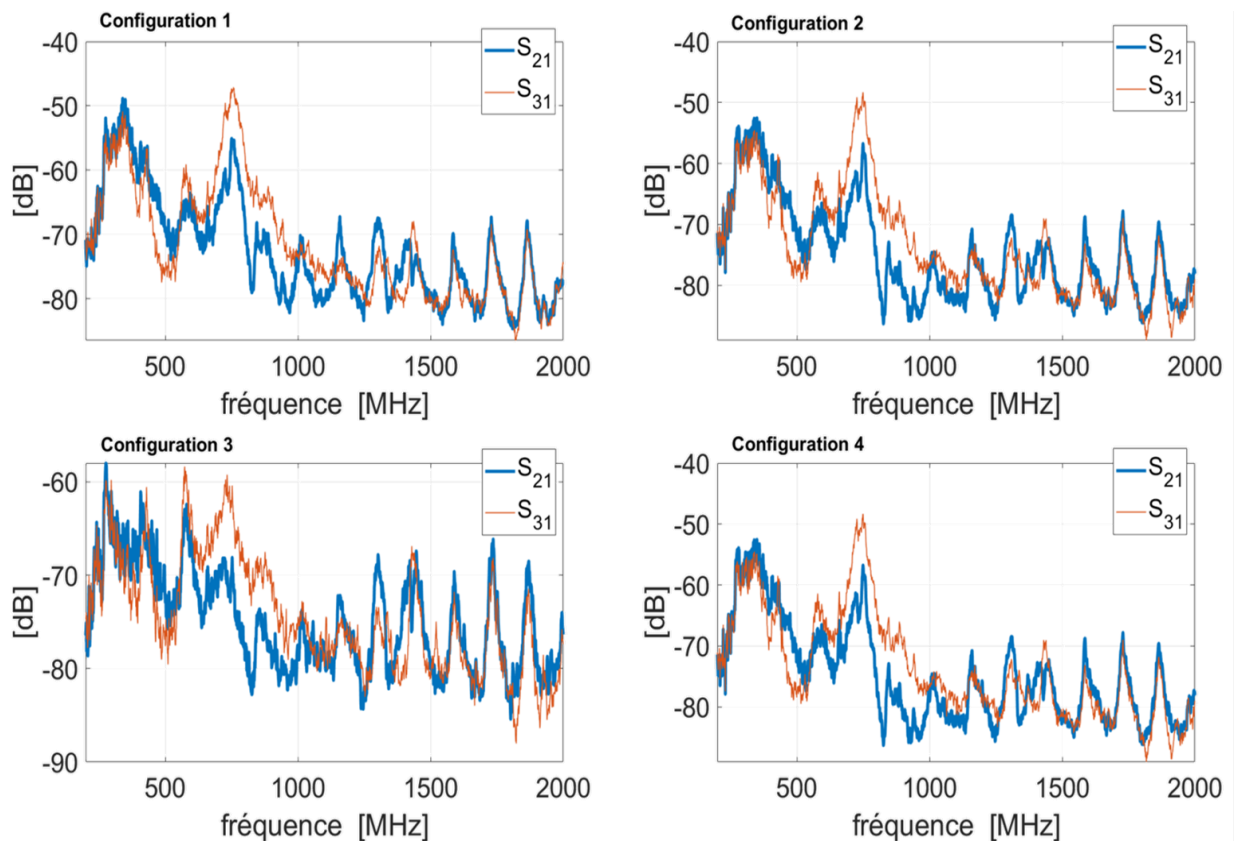 Configuration 1
-40
-50
-60
-70
-80
[dB]
S21
S31
500
1000
1500
2000
fréquence [MHz]
Configuration 2
-40
-50
-60
-70
-80
[dB]
S21
S31
500
1000
1500
2000
fréquence [MHz]
Configuration 3
-60
-70
-80
-90
[dB]
S21
S31
500
1000
1500
2000
fréquence [MHz]
Configuration 4
-40
-50
-60
-70
-80
[dB]
S21
S31
500
1000
1500
2000
fréquence [MHz]